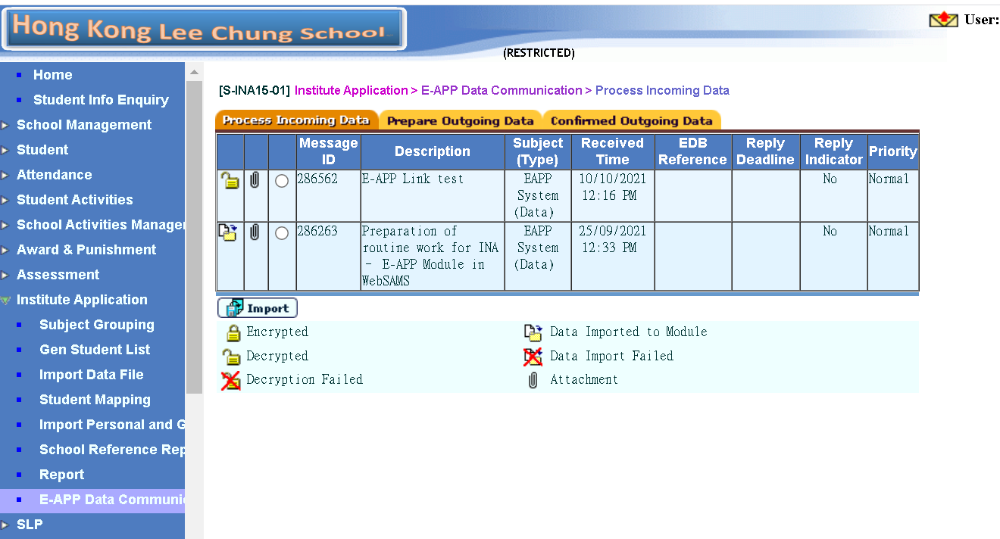 Hong Kong Lee Chung School
User:
(RESTRICTED)
Home
Student Info Enquiry
School Management
Student
Attendance
Student Activities
School Activities Manager
Award & Punishment
Assessment
Institute Application
Subject Grouping
Gen Student List
Import Data File
Student Mapping
Import Personal and G
School Reference Rep
Report
E-APP Data Communic
SLP
[S-INA15-01] Institute Application > E-APP Data Communication > Process Incoming Data
Process Incoming Data Prepare Outgoing Data Confirmed Outgoing Data
Message ID Description Subject (Type) Received Time EDB Reference Reply Deadline Reply Indicator Priority
286562 E-APP Link test EAPP 10/10/2021 No Normal
System 12:16 PM
(Data)
286263 Preparation of EAPP 25/09/2021 No Normal
routine work for INA System 12:33 PM
- E-APP Module in (Data)
WebSAMS
Import
Encrypted Data Imported to Module
Decrypted Data Import Failed
Decryption Failed Attachment